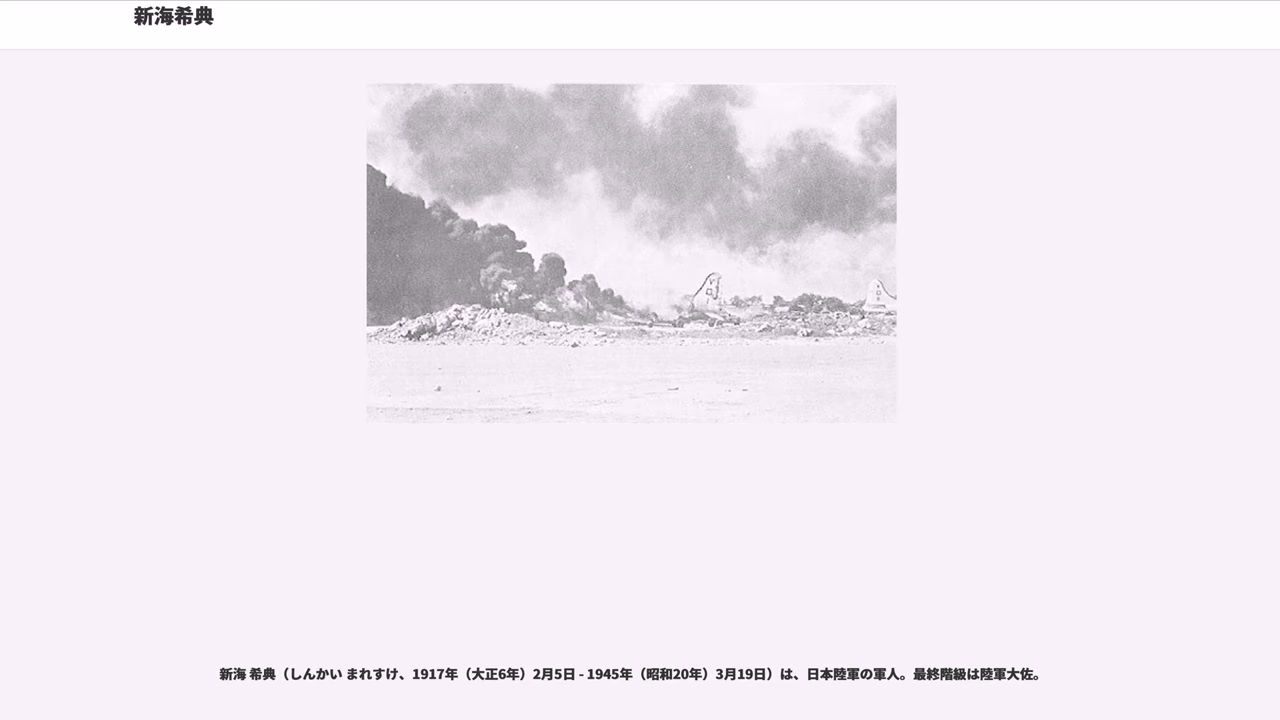 新海希典
新海 希典（しんかい まれすけ、1917年（大正6年）2月5日 - 1945年（昭和20年）3月19日）は、日本陸軍の軍人。最終階級は陸軍大佐。